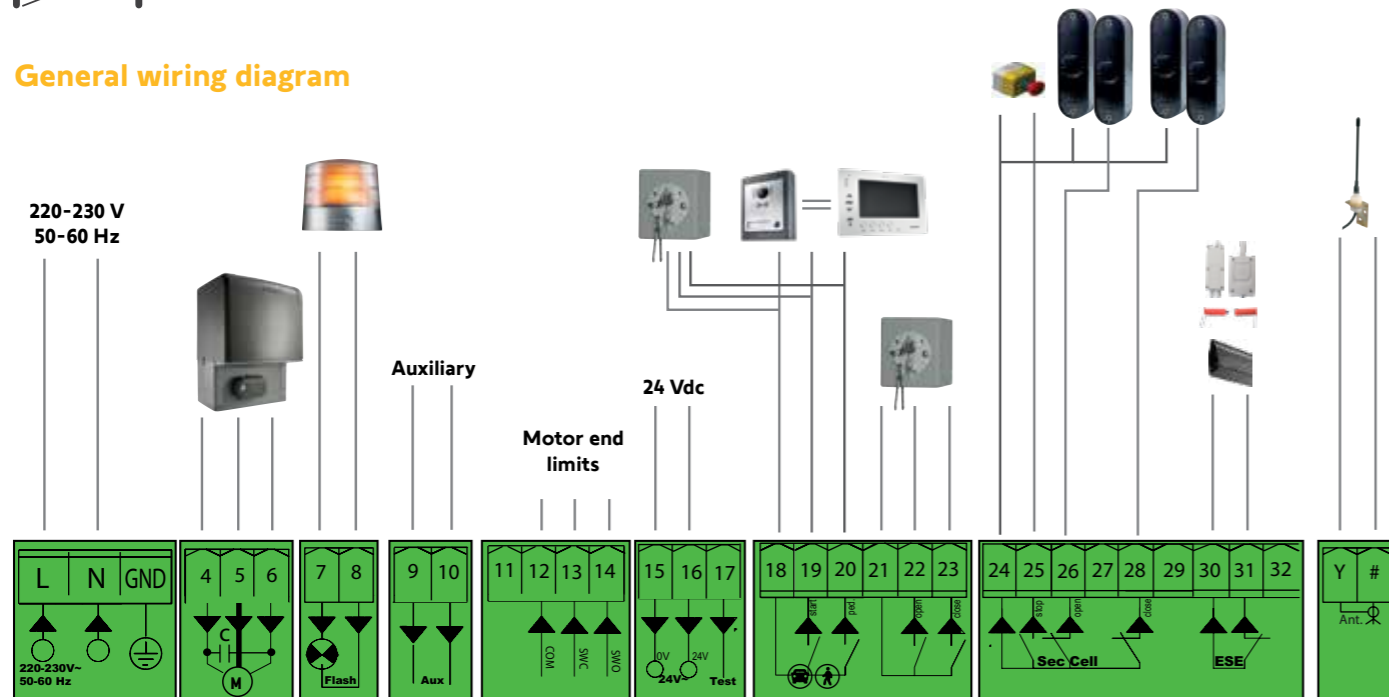 General wiring diagram
220-230 V
50-60 Hz
Auxiliary
Motor end
limits
24 Vdc
L N GND
220-230V~
50-60 Hz
4 5 6
C
M
7 8
Flash
9 10
Aux
11 12 13 14
COM
SWC
SWO
15 16 17
0V
24V
24V~
Test
18 19 20 21 22 23
start
ped.
open
close
24 25 26 27 28 29 30 31 32
stop
open
close
Sec Cell
ESE
Y #
Ant.